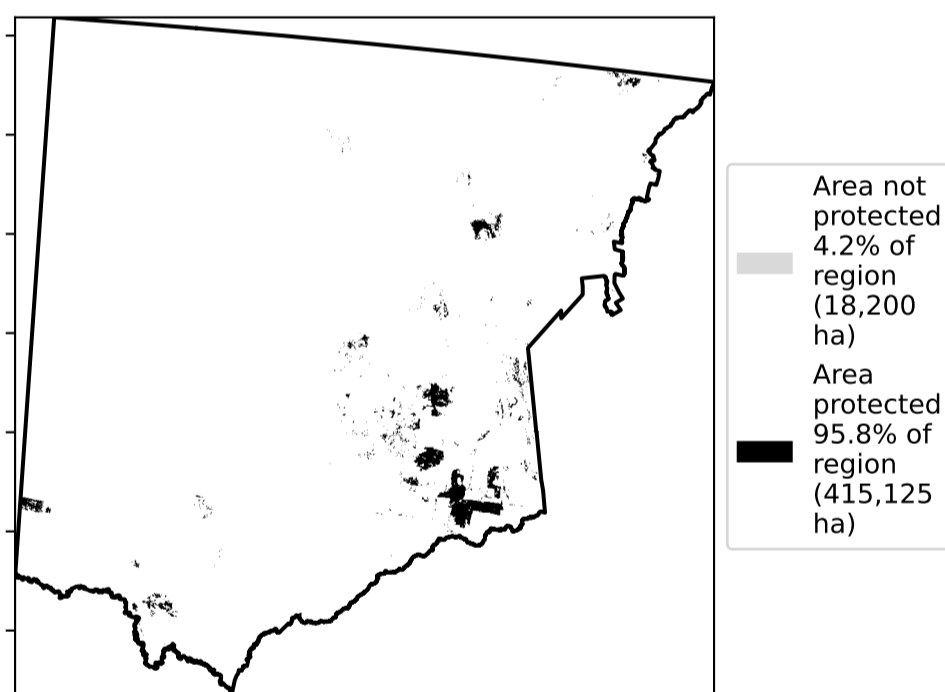 Area not
protected
4.2% of
region
(18,200
ha)
Area
protected
95.8% of
region
(415,125
ha)